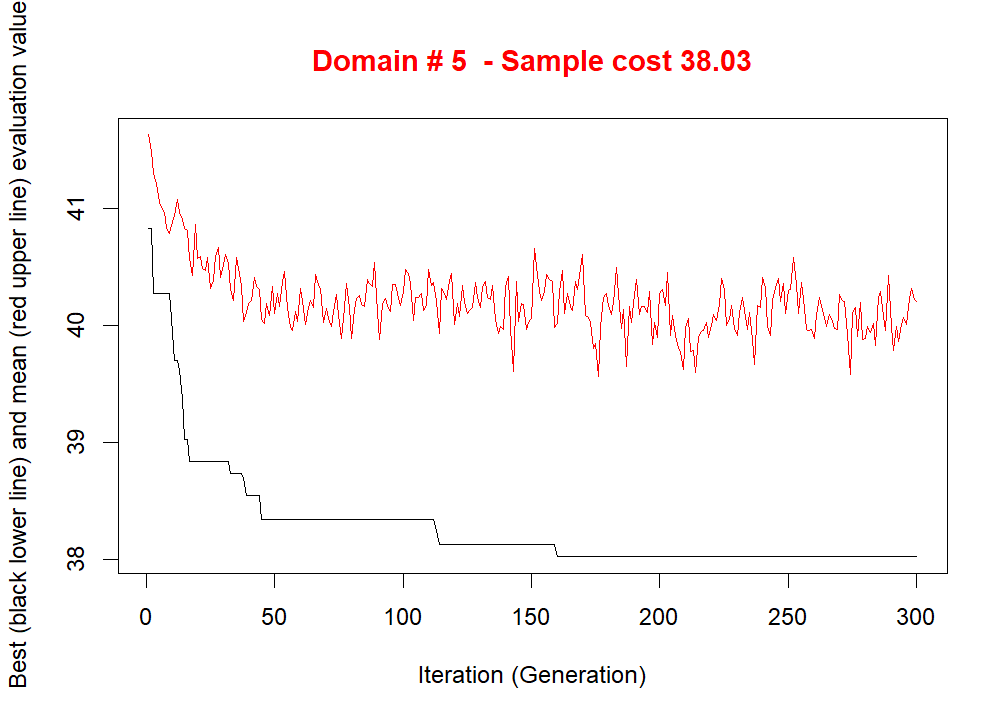 Domain # 5  - Sample cost 38.03
Best (black lower line) and mean (red upper line) evaluation value
41
40
39
38
0 50 100 150 200 250 300
Iteration (Generation)